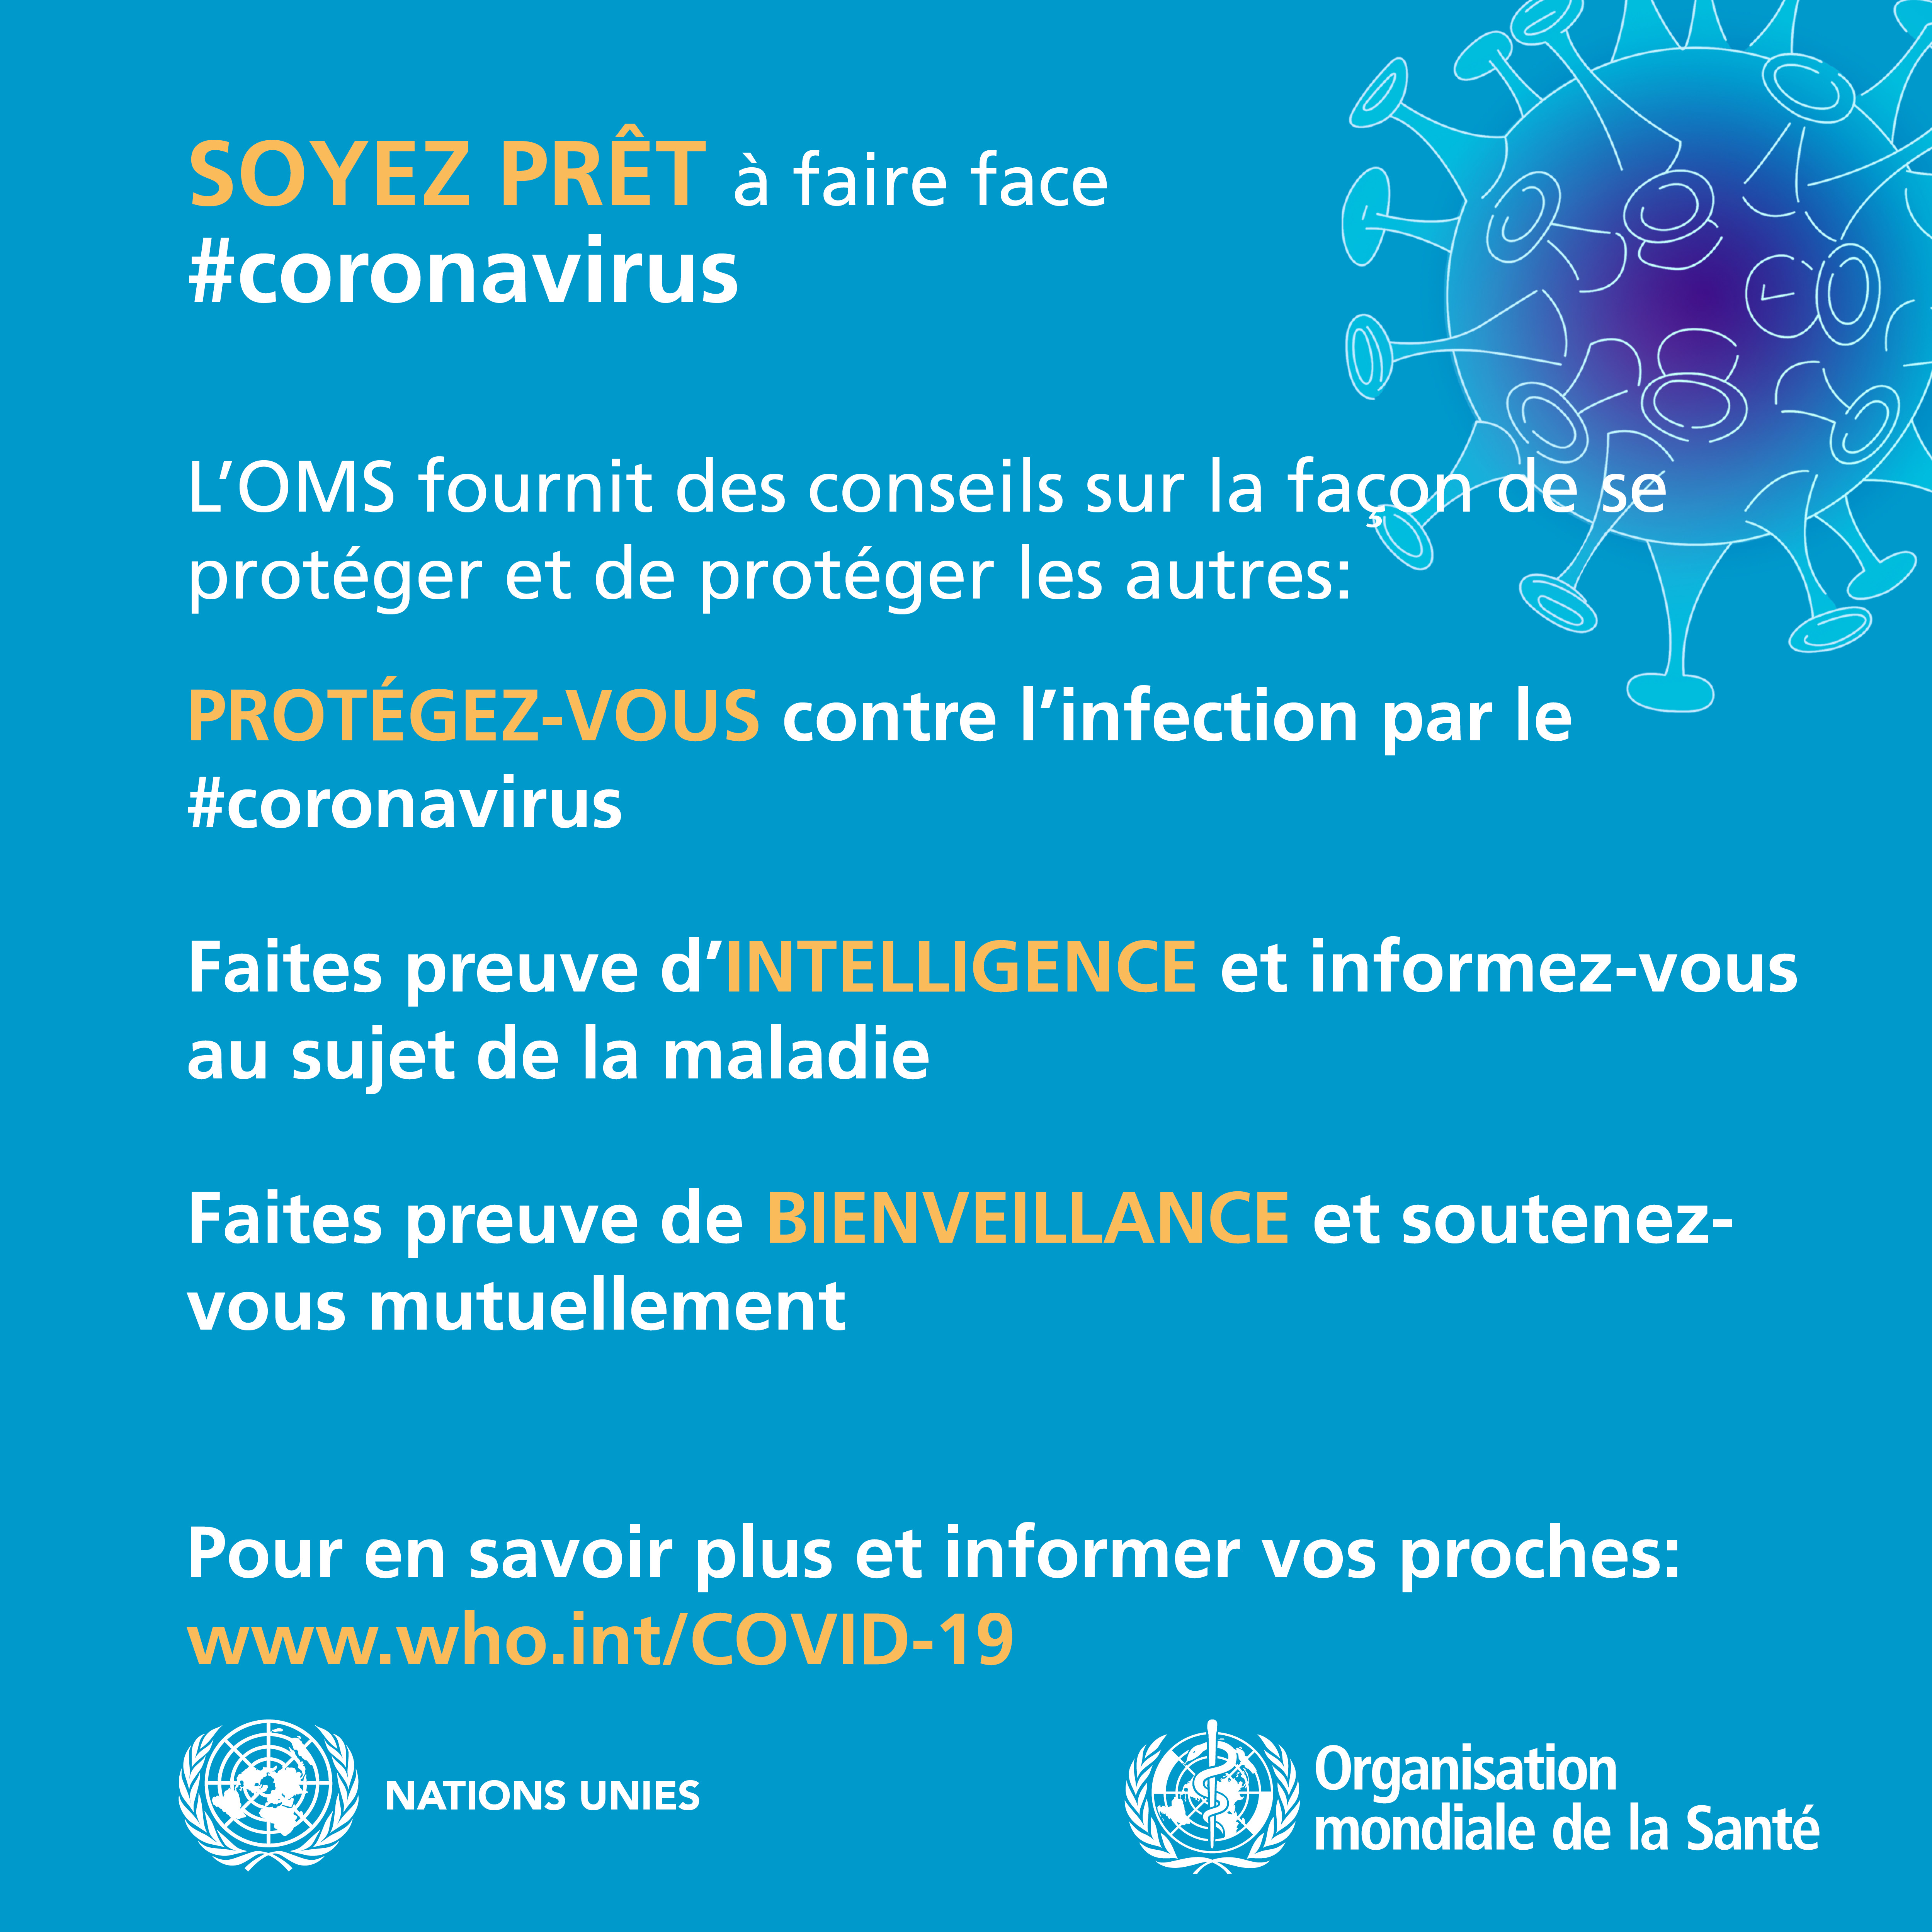 SOYEZ PRÊT à faire face
#coronavirus
L’OMS fournit des conseils sur la façon de se
protéger et de protéger les autres:
PROTÉGEZ-VOUS contre l’infection par le
#coronavirus
Faites preuve d’INTELLIGENCE et informez-vous
au sujet de la maladie
Faites preuve de BIENVEILLANCE et soutenez-
vous mutuellement
Pour en savoir plus et informer vos proches:
www.who.int/COVID-19
NATIONS UNIES
Organisation
mondiale de la Santé